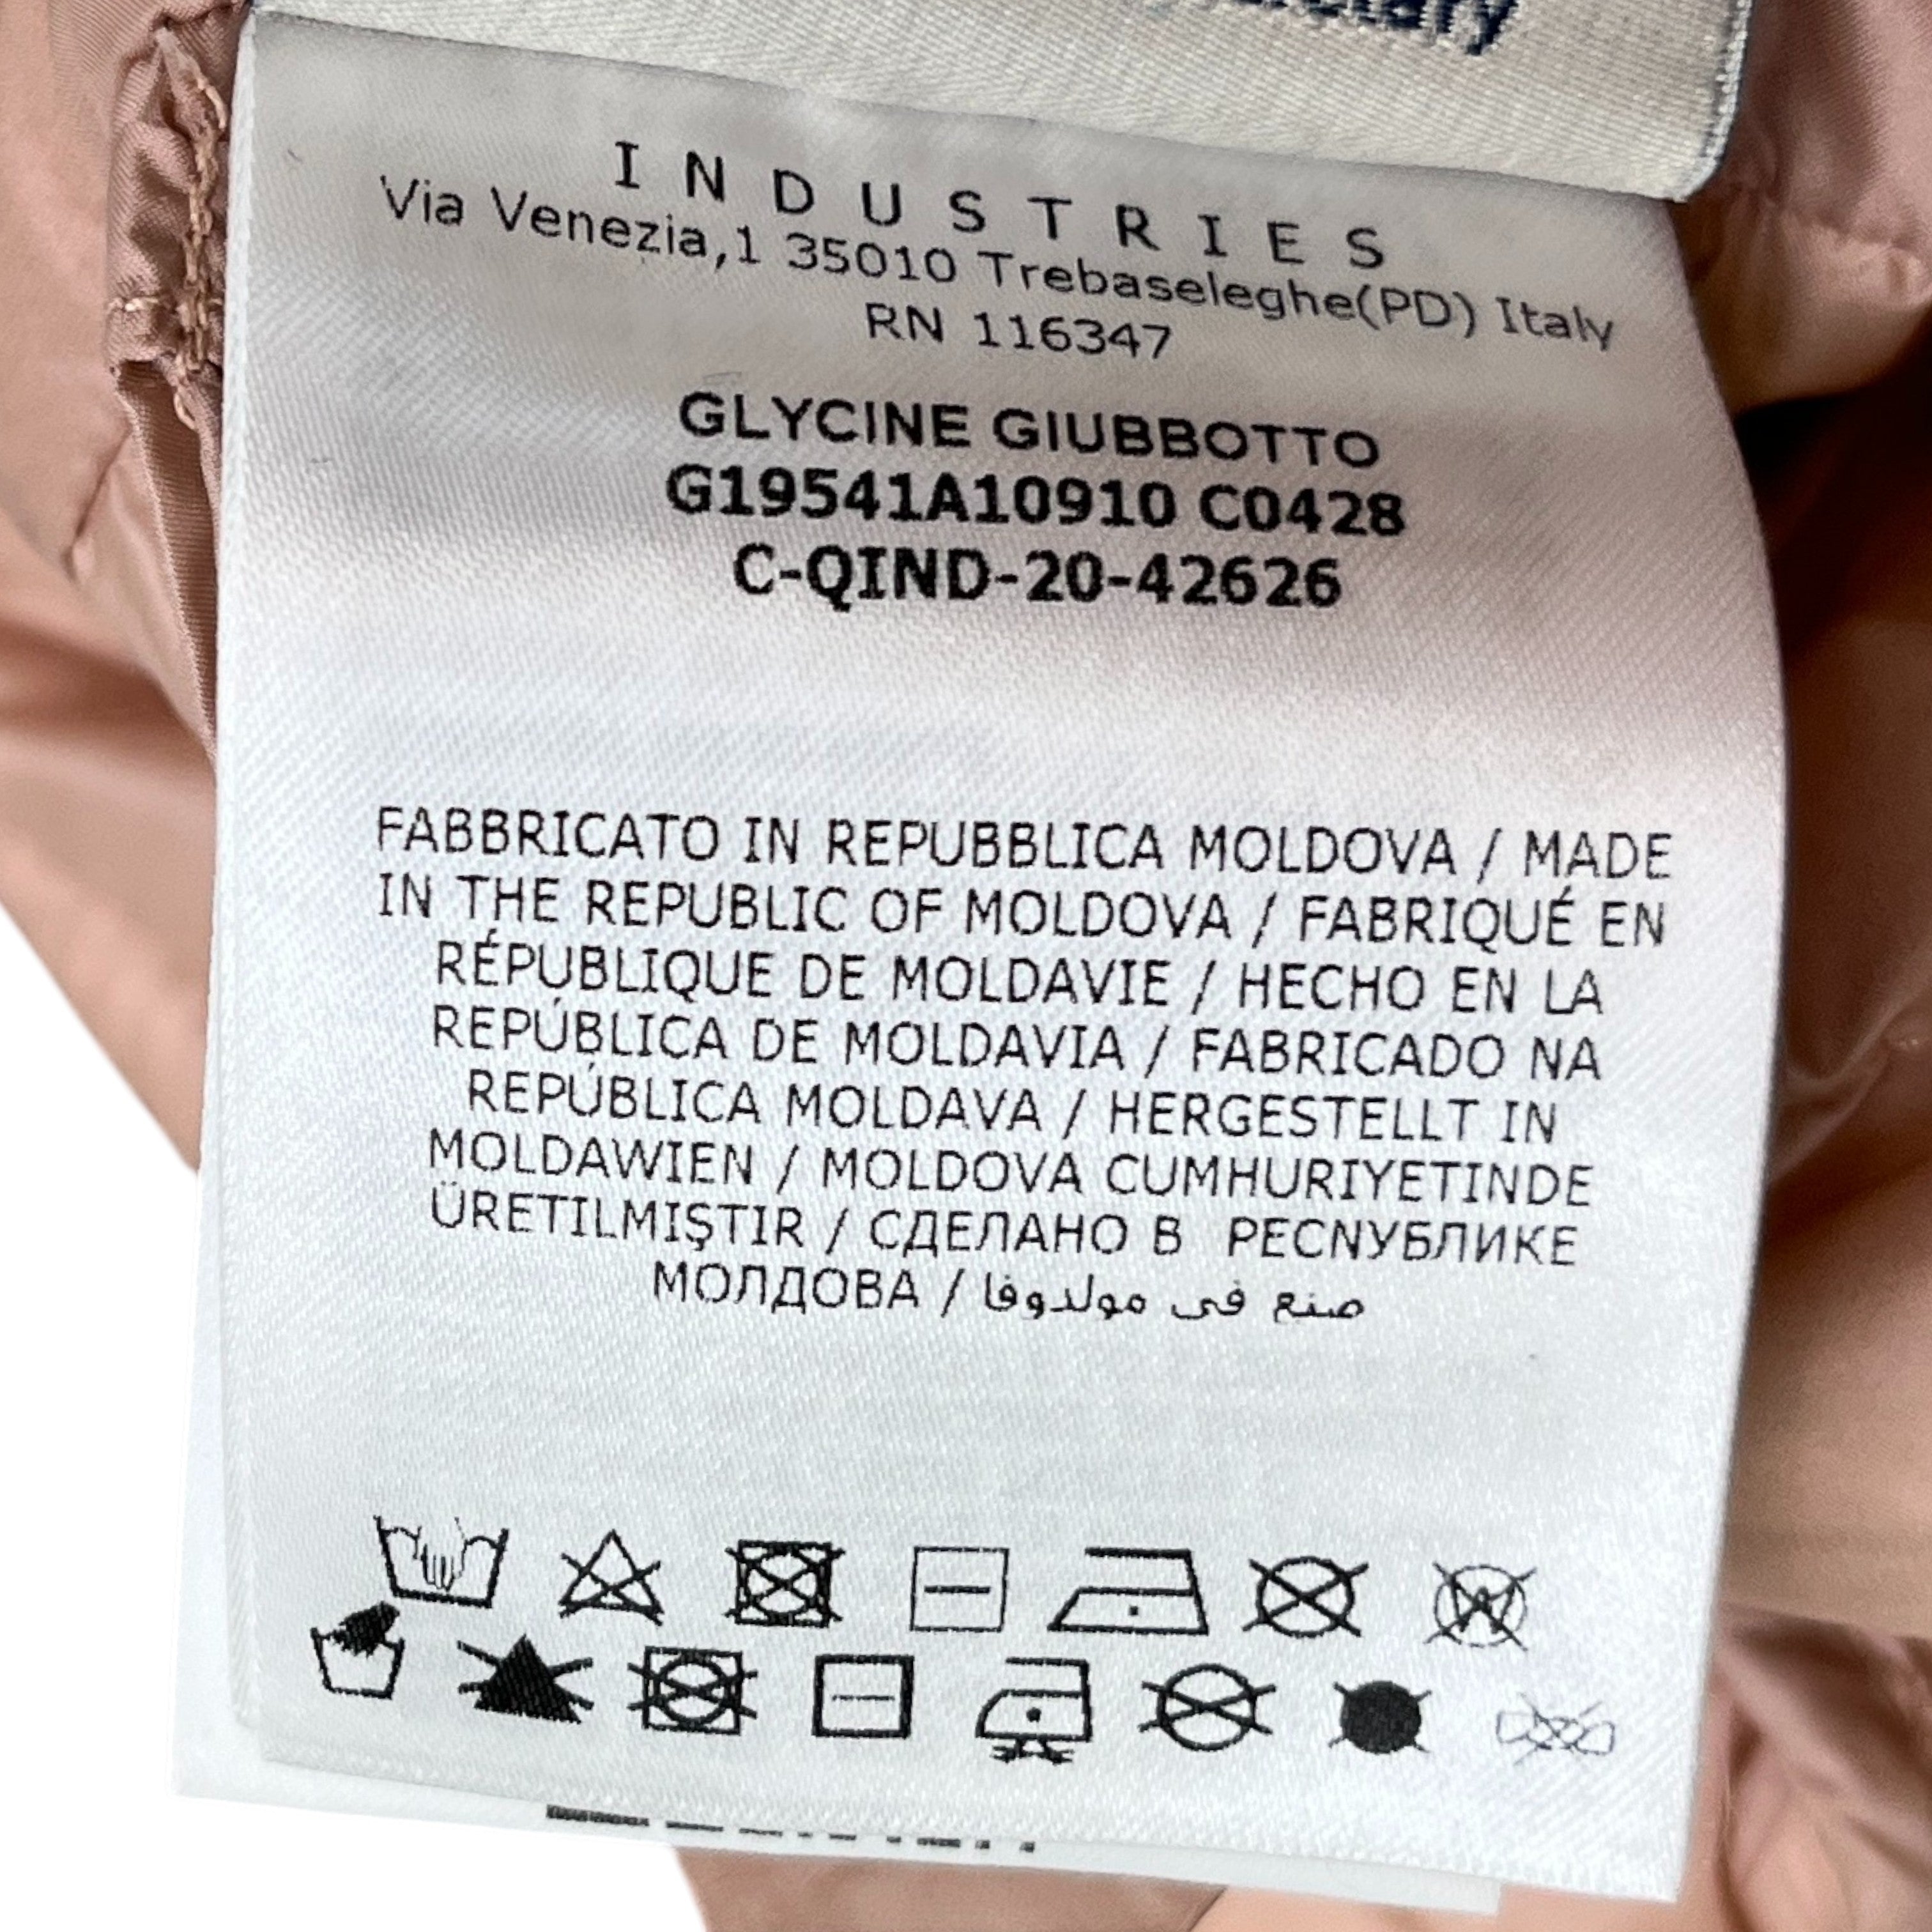 INDUSTRIES
Via Venezia,1 35010 Trebaseleghe(PD) Italy
RN 116347
GLYCINE GIUBBOTTO
G19541A10910 C0428
C-QIND-20-42626
FABBRICATO IN REPUBBLICA MOLDOVA / MADE
IN THE REPUBLIC OF MOLDOVA / FABRIQUÉ EN
RÉPUBLIQUE DE MOLDAVIE / HECHO EN LA
REPÚBLICA DE MOLDAVIA / FABRICADO NA
REPÚBLICA MOLDAVA / HERGESTELLT IN
MOLDAWIEN / MOLDOVA CUMHURIYETINDE
ÜRETILMIŞTIR / СДЕЛАНО В РЕСNУБЛИКЕ
МОЛДОВА / صنع في مولدوفا